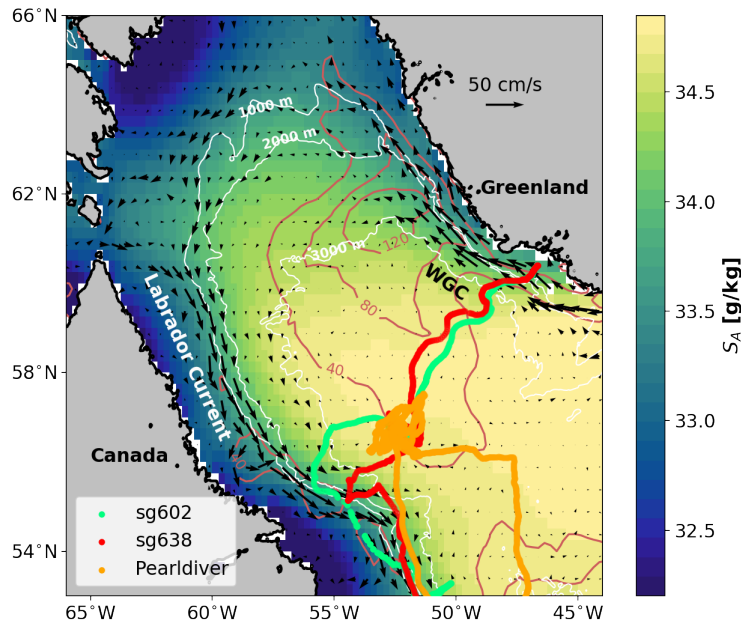 66°N
62°N
58°N
54°N
65°W
60°W
55°W
50°W
45°W
50 cm/s
1000 m
2000 m
Greenland
3000 m
120
WGC
80
40
Labrador Current
Canada
40
sg602
sg638
Pearldiver
34.5
34.0
33.5
33.0
32.5
S_A [g/kg]